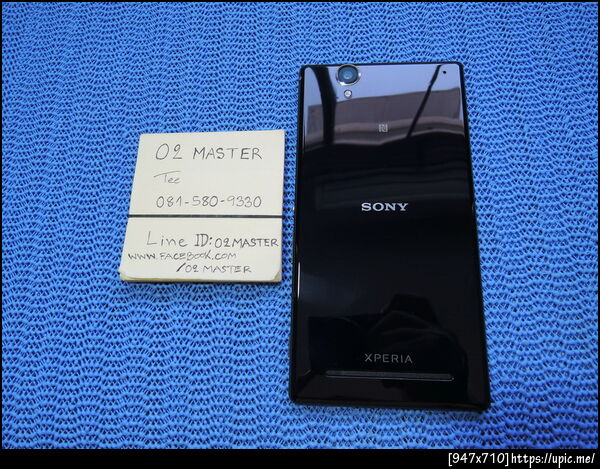 O2 MASTER
Tee
081-580-9330
Line ID: O2MASTER
WWW.FACEBOOK.COM
/O2 MASTER
SONY
XPERIA
[947x710]https://upic.me/